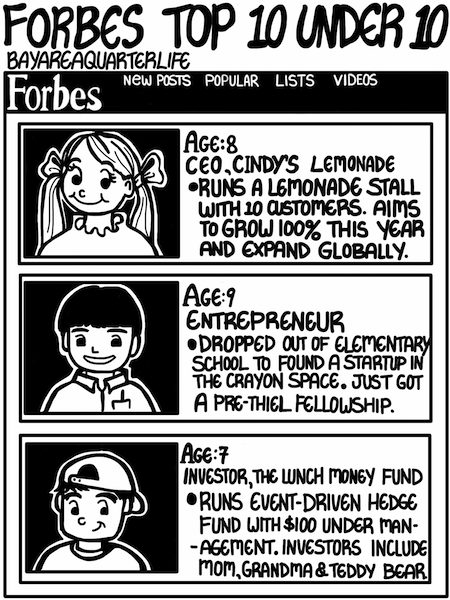 FORBES TOP 10 UNDER 10
BAYAREAQUARTERLIFE
Forbes
NEW POSTS POPULAR LISTS VIDEOS
AGE:8
CEO, CINDY'S LEMONADE
•RUNS A LEMONADE STALL
WITH 10 CUSTOMERS. AIMS
TO GROW 100% THIS YEAR
AND EXPAND GLOBALLY.
AGE:9
ENTREPRENEUR
•DROPPED OUT OF ELEMENTARY
SCHOOL TO FOUND A STARTUP IN
THE CRAYON SPACE. JUST GOT
A PRE-THIEL FELLOWSHIP.
AGE:7
INVESTOR, THE LUNCH MONEY FUND
•RUNS EVENT-DRIVEN HEDGE
FUND WITH $100 UNDER MAN-
-AGEMENT. INVESTORS INCLUDE
MOM, GRANDMA & TEDDY BEAR